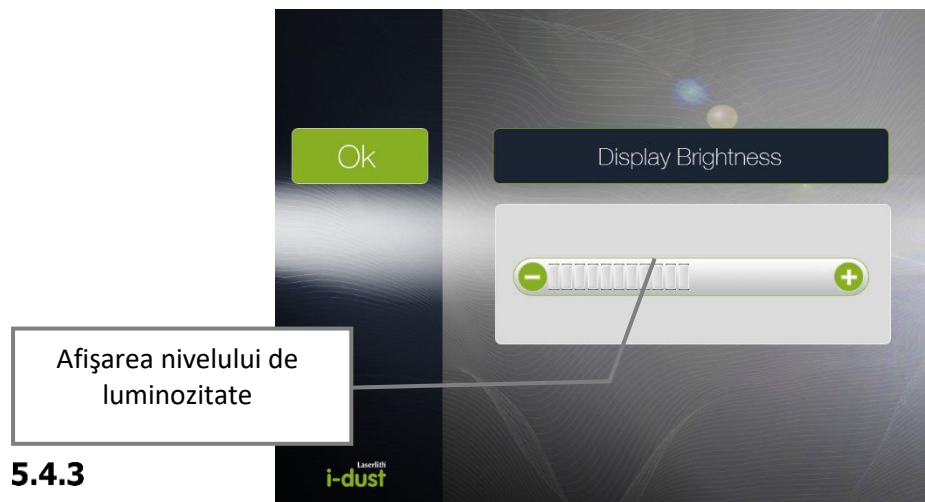 Ok
Display Brightness
Afişarea nivelului de
luminozitate
5.4.3
Laserlith
i-dust